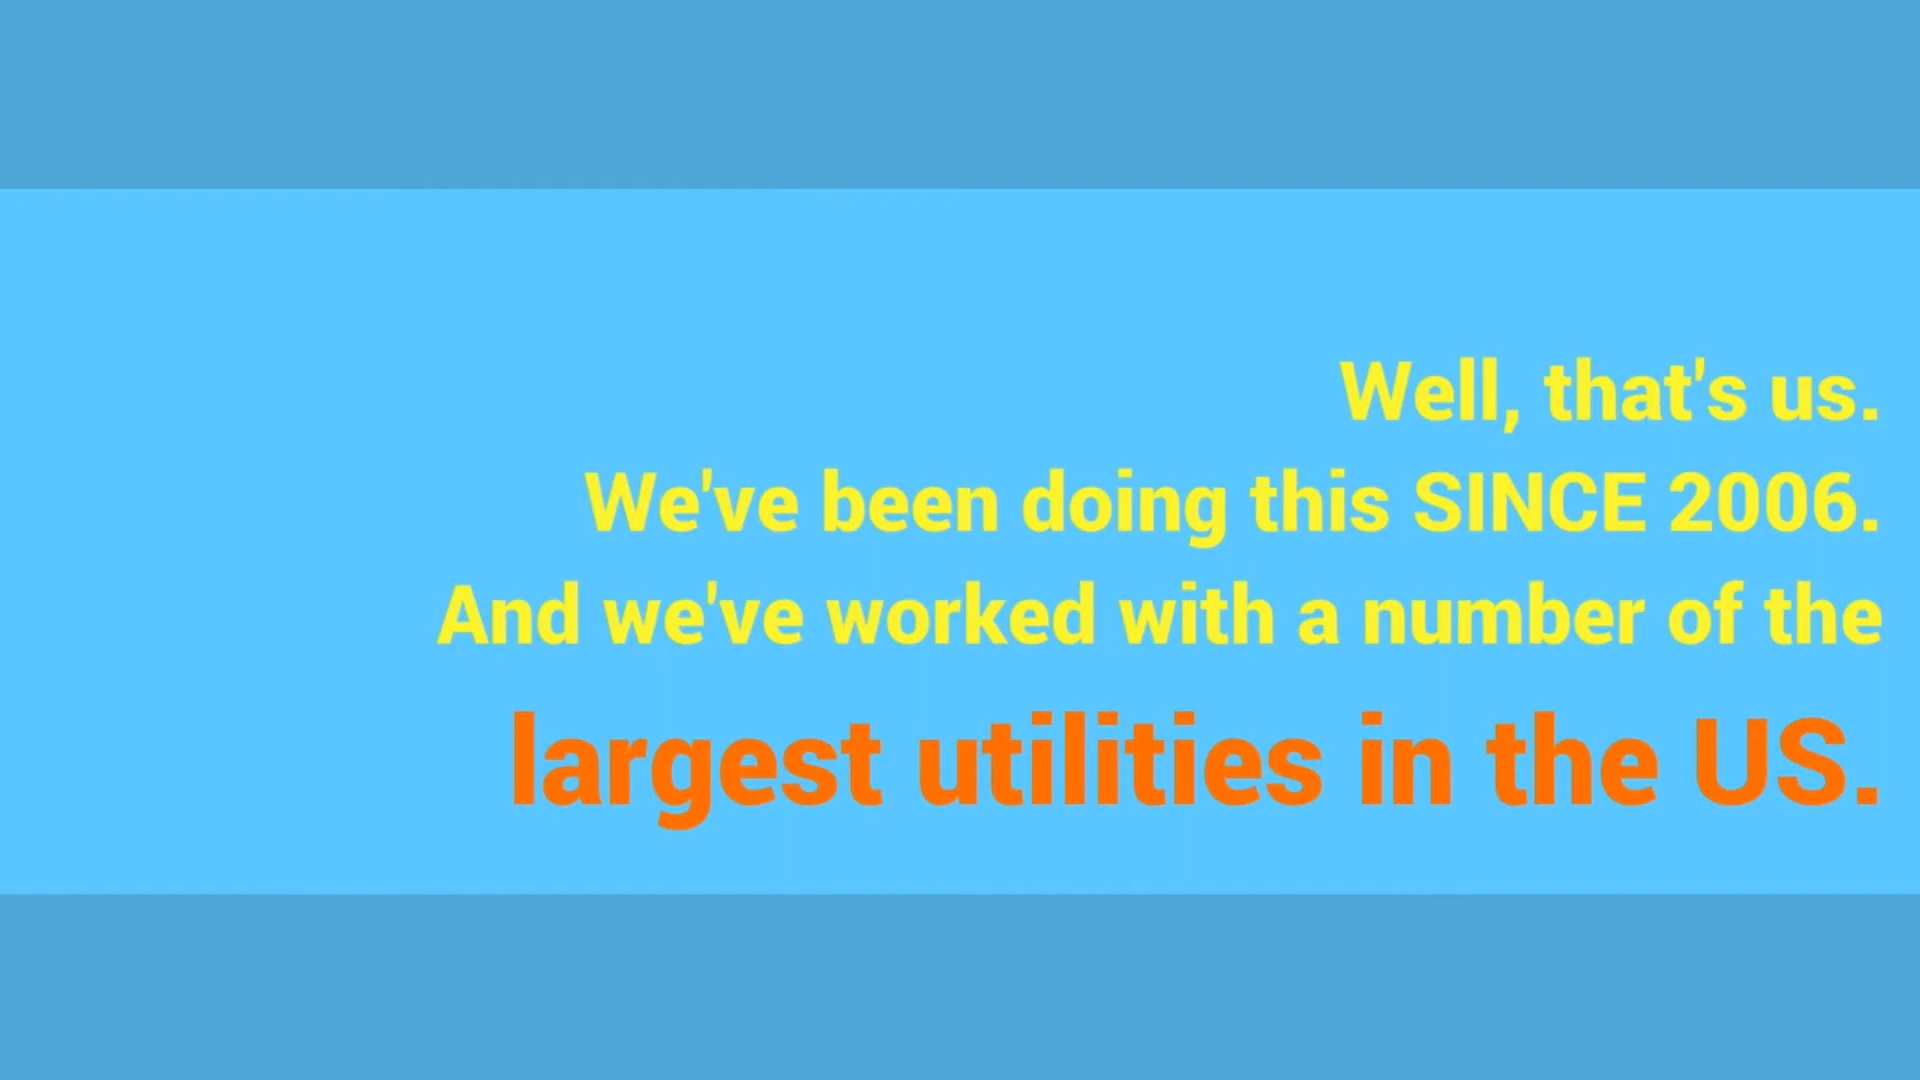 Well, that's us.
We've been doing this SINCE 2006.
And we've worked with a number of the
largest utilities in the US.